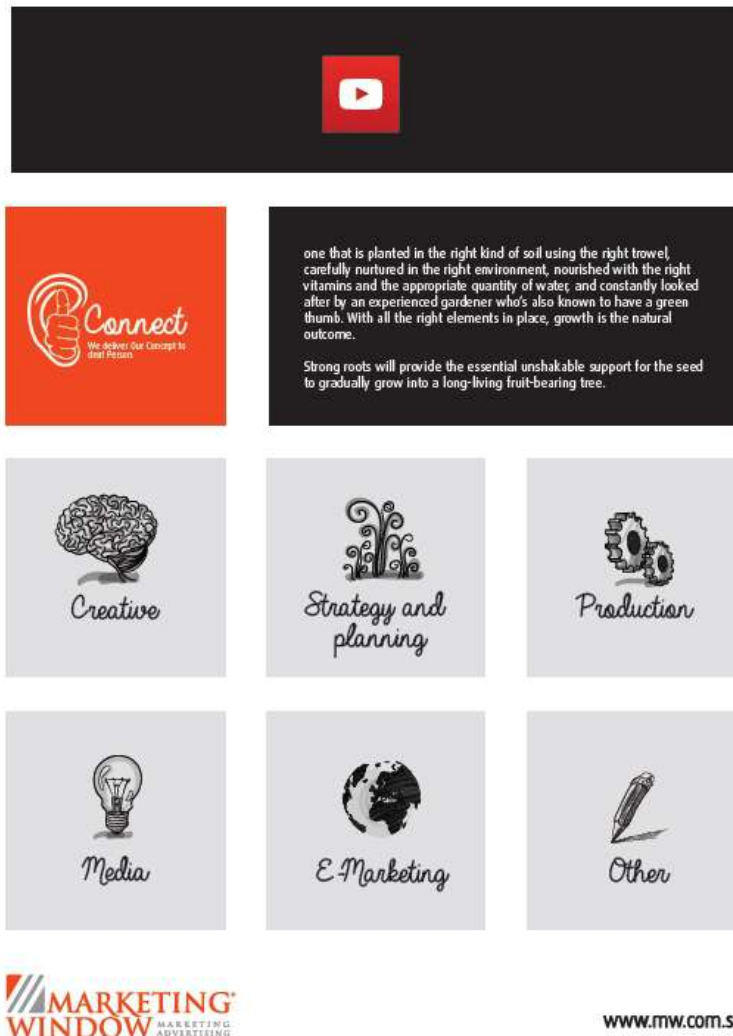 Connect
We deliver Our Concept to
deaf Person
one that is planted in the right kind of soil using the right trowel,
carefully nurtured in the right environment, nourished with the right
vitamins and the appropriate quantity of water, and constantly looked
after by an experienced gardener who's also known to have a green
thumb. With all the right elements in place, growth is the natural
outcome.
Strong roots will provide the essential unshakable support for the seed
to gradually grow into a long-living fruit-bearing tree.
Creative
Strategy and
planning
Production
Media
E-Marketing
Other
MARKETING
WINDOW MARKETING
ADVERTISING
www.mw.com.s